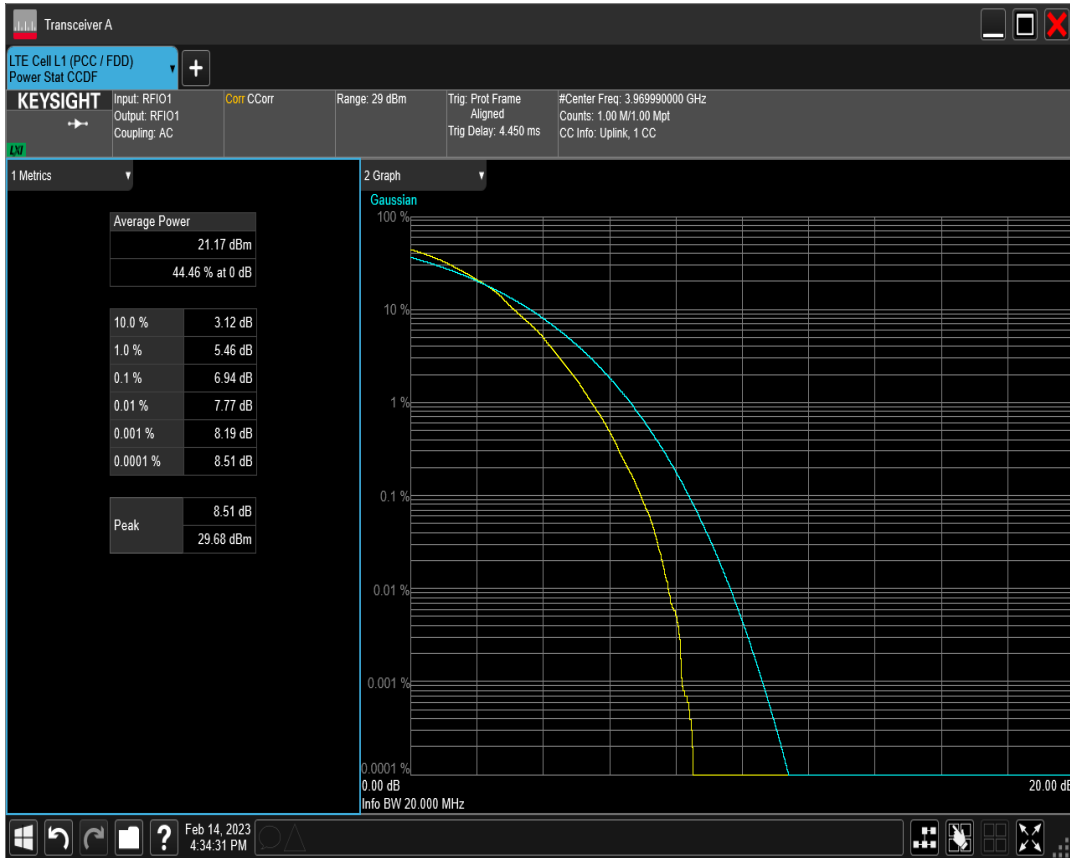 Transceiver A
LTE Cell L1 (PCC / FDD)
Power Stat CCDF
+
KEYSIGHT
LXI
Input: RFIO1
Output: RFIO1
Coupling: AC
Corr CCorr
Range: 29 dBm
Trig: Prot Frame
Aligned
Trig Delay: 4.450 ms
#Center Freq: 3.969990000 GHz
Counts: 1.00 M/1.00 Mpt
CC Info: Uplink, 1 CC
1 Metrics
Average Power
21.17 dBm
44.46 % at 0 dB
10.0 % 3.12 dB
1.0 % 5.46 dB
0.1 % 6.94 dB
0.01 % 7.77 dB
0.001 % 8.19 dB
0.0001 % 8.51 dB
Peak 8.51 dB
29.68 dBm
2 Graph
Gaussian
100 %
10 %
1 %
0.1 %
0.01 %
0.001 %
0.0001 %
0.00 dB 20.00 dB
Info BW 20.000 MHz
? Feb 14, 2023
4:34:31 PM